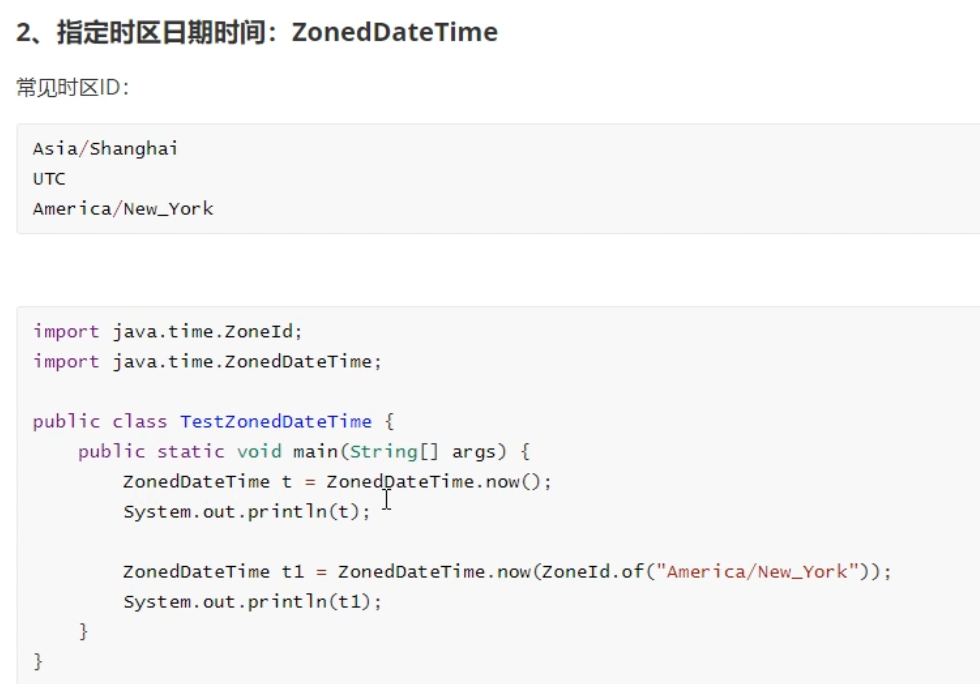 2、指定时区日期时间：ZonedDateTime
常见时区ID：
Asia/Shanghai
UTC
America/New_York
import java.time.ZoneId;
import java.time.ZonedDateTime;
public class TestZonedDateTime {
    public static void main(String[] args) {
        ZonedDateTime t = ZonedDateTime.now();
        System.out.println(t);
        ZonedDateTime t1 = ZonedDateTime.now(ZoneId.of("America/New_York"));
        System.out.println(t1);
    }
}